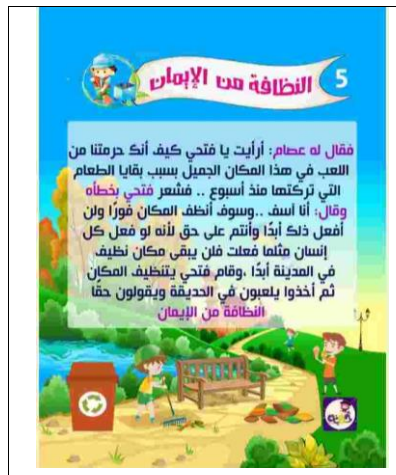 5 النظافة من الإيمان
فقال له عصام: أرأيت يا فتحي كيف أنك حرمتنا من
اللعب في هذا المكان الجميل بسبب بقايا الطعام
التي تركتها منذ أسبوع .. فشعر فتحي بخطأه
وقال: أنا آسف ..وسوف أنظف المكان فورًا ولن
أفعل ذلك أبدًا وأنتم على حق لأنه لو فعل كل
إنسان مثلما فعلت فلن يبقى مكان نظيف
في المدينة أبدًا ،وقام فتحي يتنظيف المكان
ثم أخذوا يلعبون في الحديقة ويقولون حقًا
النظافة من الإيمان